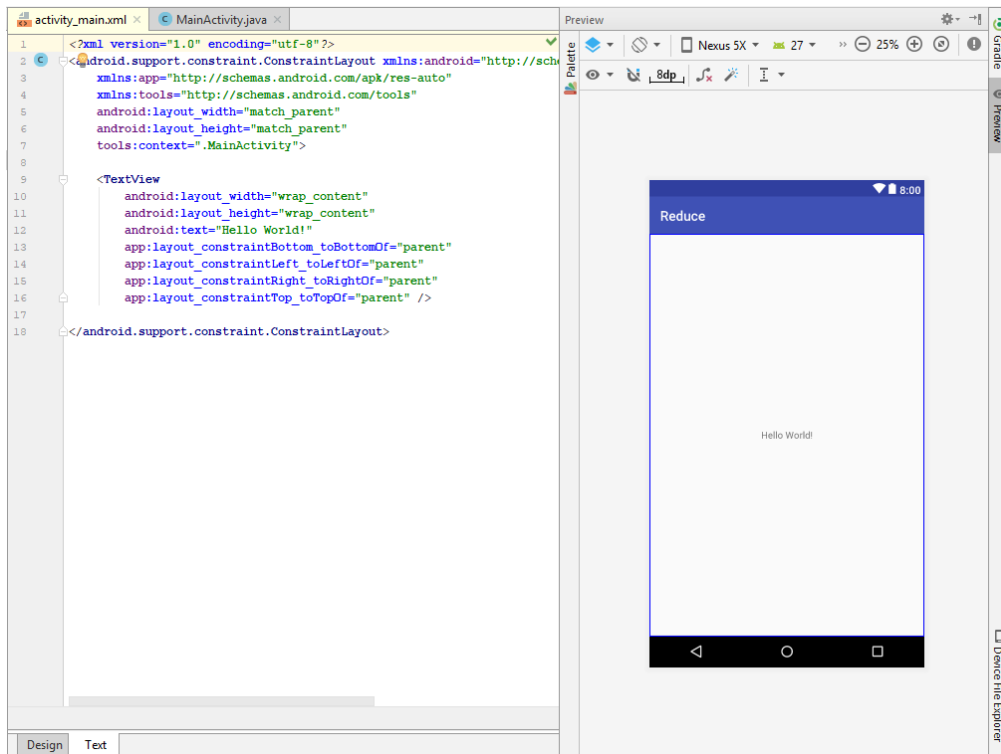 activity_main.xml
MainActivity.java
Preview
1 <?xml version="1.0" encoding="utf-8"?>
2 <android.support.constraint.ConstraintLayout xmlns:android="http://sche
3 xmlns:app="http://schemas.android.com/apk/res-auto"
4 xmlns:tools="http://schemas.android.com/tools"
5 android:layout_width="match_parent"
6 android:layout_height="match_parent"
7 tools:context=".MainActivity">
8
9 <TextView
10 android:layout_width="wrap_content"
11 android:layout_height="wrap_content"
12 android:text="Hello World!"
13 app:layout_constraintBottom_toBottomOf="parent"
14 app:layout_constraintLeft_toLeftOf="parent"
15 app:layout_constraintRight_toRightOf="parent"
16 app:layout_constraintTop_toTopOf="parent" />
17
18 </android.support.constraint.ConstraintLayout>
Design
Text
Palette
Nexus 5X
27
25%
8dp
8:00
Reduce
Hello World!
Gradle
Preview
Device File Explorer